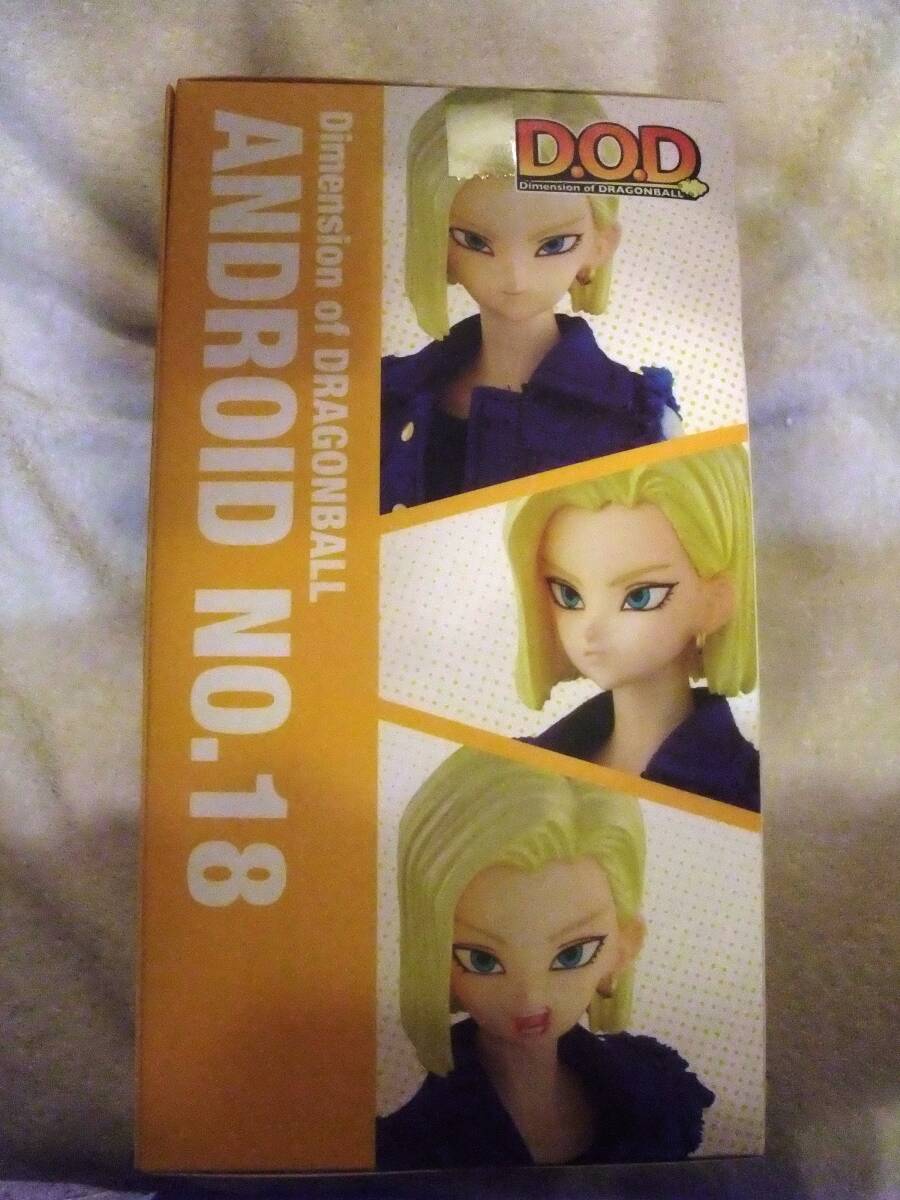 D.O.D
Dimension of DRAGONBALL
Dimension of DRAGONBALL
ANDROID NO.18